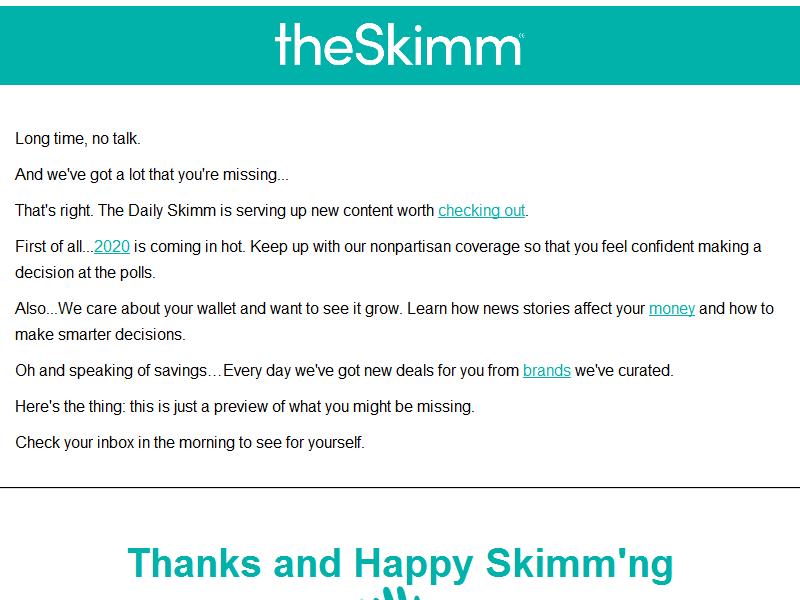 theSkimm
Long time, no talk.
And we've got a lot that you're missing...
That's right. The Daily Skimm is serving up new content worth checking out.
First of all...2020 is coming in hot. Keep up with our nonpartisan coverage so that you feel confident making a
decision at the polls.
Also...We care about your wallet and want to see it grow. Learn how news stories affect your money and how to
make smarter decisions.
Oh and speaking of savings…Every day we've got new deals for you from brands we've curated.
Here's the thing: this is just a preview of what you might be missing.
Check your inbox in the morning to see for yourself.
Thanks and Happy Skimm'ng